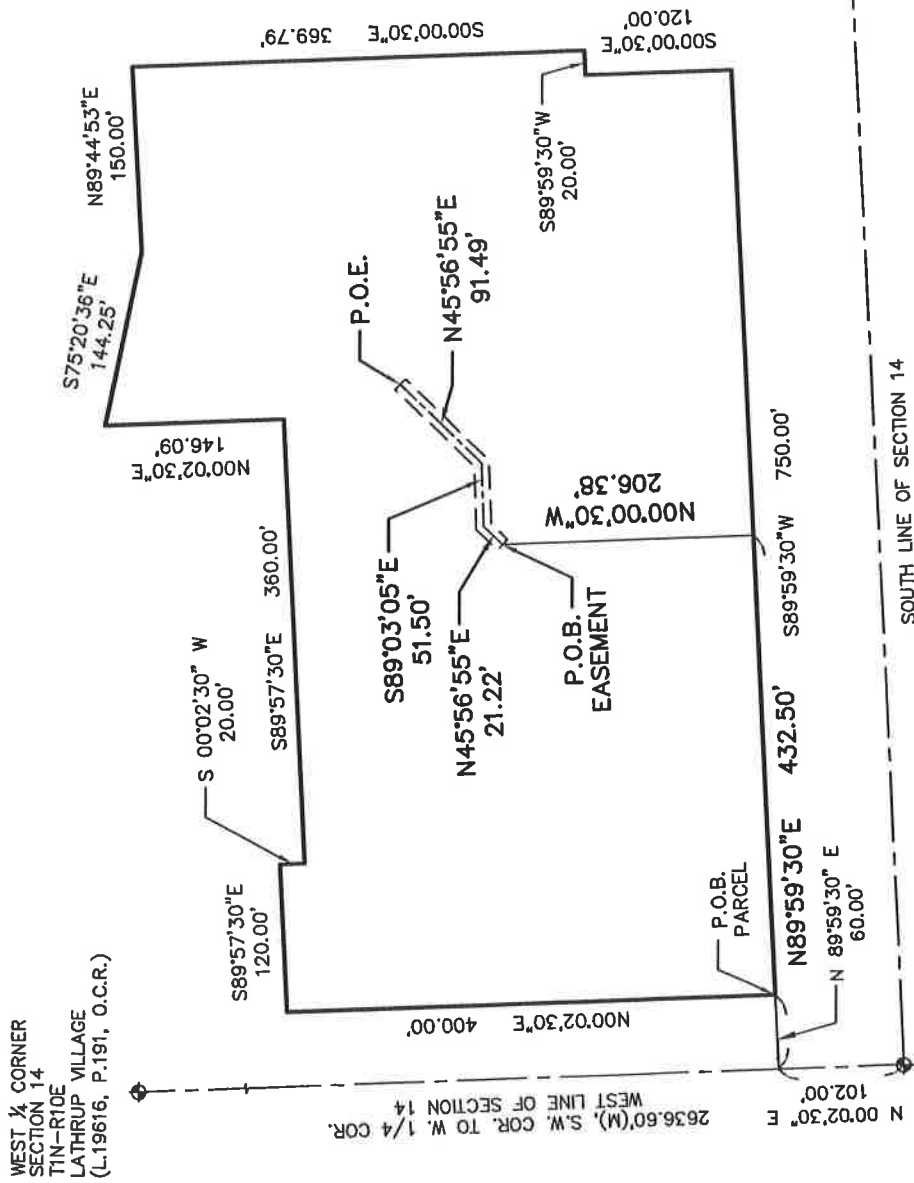 WEST ¼ CORNER
SECTION 14
T1N-R10E
LATHRUP VILLAGE
(L.19616, P.191, O.C.R.)
S75°20'36"E
144.25'
N89°44'53"E
150.00'
S00°00'30"E 369.79'
S89°59'30"W
20.00'
S00°00'30"E
120.00'
N00°02'30"E
146.09'
S 00°02'30" W
20.00'
S89°57'30"E 360.00'
S89°57'30"E
120.00'
P.O.E.
N45°56'55"E
91.49'
S89°03'05"E
51.50'
N45°56'55"E
21.22'
P.O.B.
EASEMENT
N00°00'30"W
206.38'
N00°02'30"E 400.00'
P.O.B.
PARCEL
N89°59'30"E 432.50'
S89°59'30"W 750.00'
N 89°59'30" E
60.00'
2636.60'(M), S.W. COR. TO W. 1/4 COR.
WEST LINE OF SECTION 14
N 00°02'30" E
102.00'
SOUTH LINE OF SECTION 14